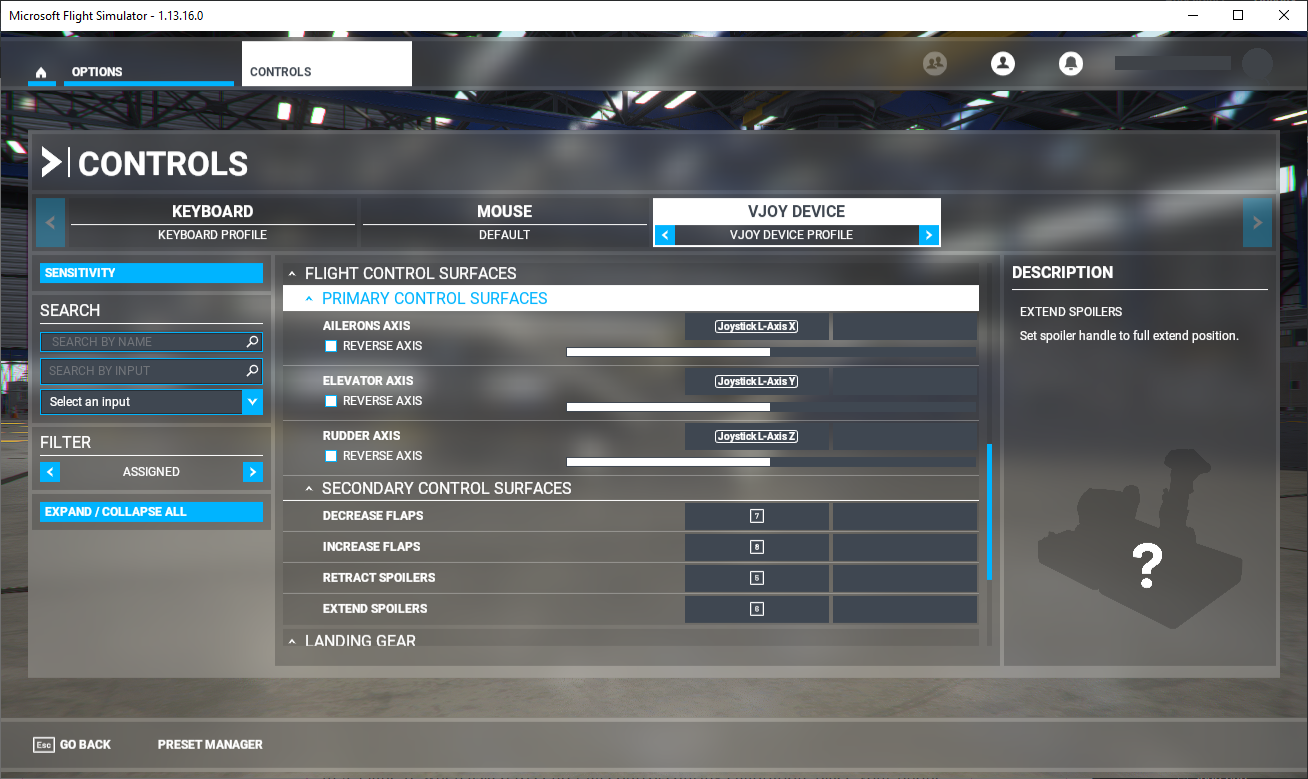 Microsoft Flight Simulator - 1.13.16.0
OPTIONS
CONTROLS
CONTROLS
KEYBOARD
KEYBOARD PROFILE
MOUSE
DEFAULT
VJOY DEVICE
VJOY DEVICE PROFILE
SENSITIVITY
SEARCH
SEARCH BY NAME
SEARCH BY INPUT
Select an input
FILTER
ASSIGNED
EXPAND / COLLAPSE ALL
FLIGHT CONTROL SURFACES
PRIMARY CONTROL SURFACES
AILERONS AXIS
Joystick L-Axis X
REVERSE AXIS
ELEVATOR AXIS
Joystick L-Axis Y
REVERSE AXIS
RUDDER AXIS
Joystick L-Axis Z
REVERSE AXIS
SECONDARY CONTROL SURFACES
DECREASE FLAPS
7
INCREASE FLAPS
8
RETRACT SPOILERS
5
EXTEND SPOILERS
6
LANDING GEAR
DESCRIPTION
EXTEND SPOILERS
Set spoiler handle to full extend position.
?
Esc GO BACK
PRESET MANAGER